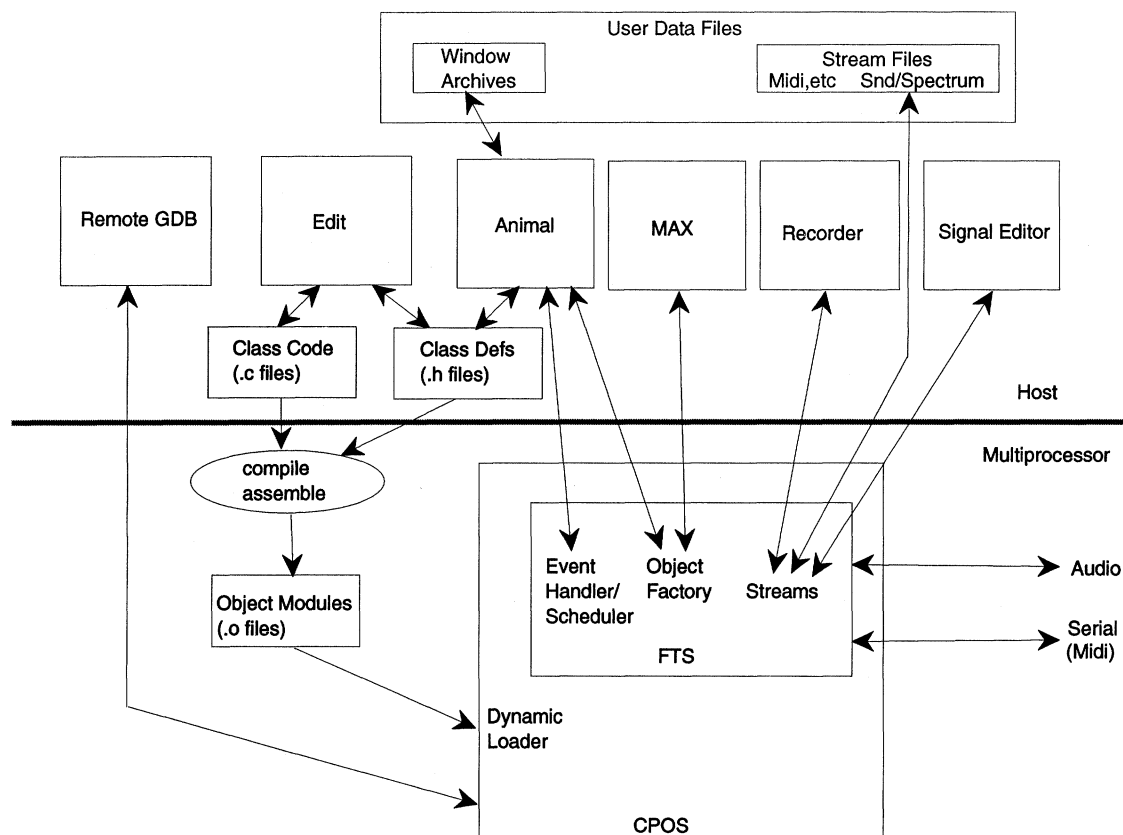 User Data Files
Window
Archives
Stream Files
Midi,etc Snd/Spectrum
Remote GDB
Edit
Animal
MAX
Recorder
Signal Editor
Class Code
(.c files)
Class Defs
(.h files)
Host
Multiprocessor
compile
assemble
Event
Handler/
Scheduler
Object
Factory
Streams
Audio
Object Modules
(.o files)
Serial
(Midi)
FTS
Dynamic
Loader
CPOS